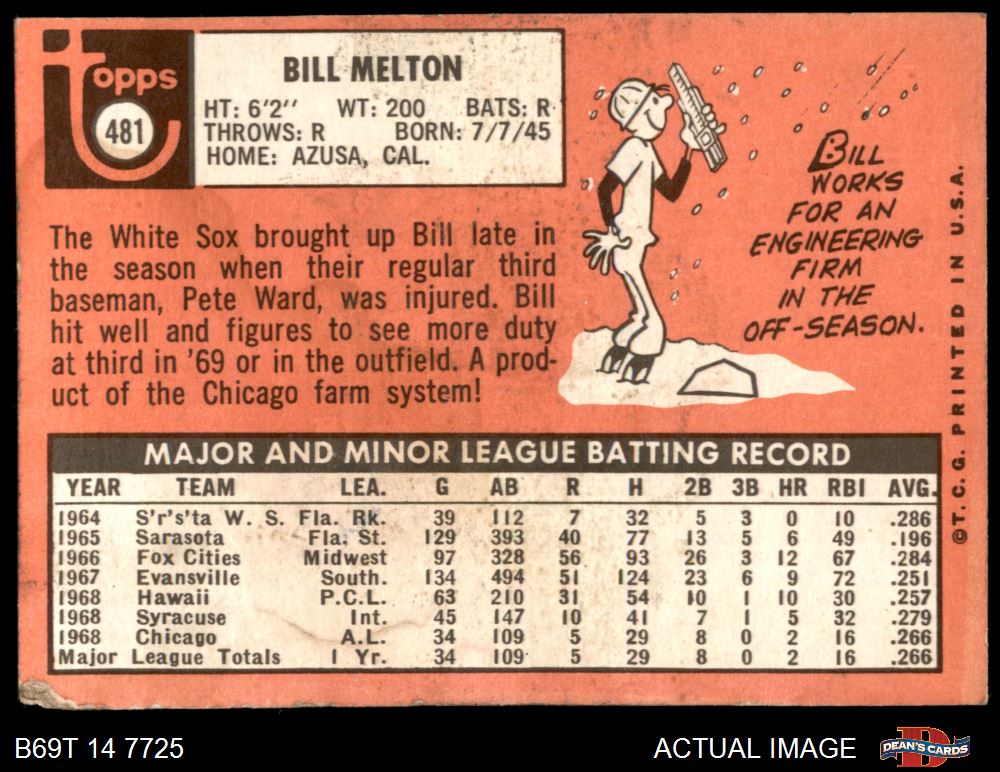 topps
481
BILL MELTON
HT: 6'2" WT: 200 BATS: R
THROWS: R BORN: 7/7/45
HOME: AZUSA, CAL.
The White Sox brought up Bill late in
the season when their regular third
baseman, Pete Ward, was injured. Bill
hit well and figures to see more duty
at third in '69 or in the outfield. A prod-
uct of the Chicago farm system!
BILL
WORKS
FOR AN
ENGINEERING
FIRM
IN THE
OFF-SEASON.
©T. C. G. PRINTED IN U.S.A.
MAJOR AND MINOR LEAGUE BATTING RECORD
YEAR TEAM LEA. G AB R H 2B 3B HR RBI AVG.
1964 S'r's'ta W. S. Fla. Rk. 39 112 7 32 5 3 0 10 .286
1965 Sarasota Fla. St. 129 393 40 77 13 5 6 49 .196
1966 Fox Cities Midwest 97 328 56 93 26 3 12 67 .284
1967 Evansville South. 134 494 51 124 23 6 9 72 .251
1968 Hawaii P.C.L. 63 210 31 54 10 1 10 30 .257
1968 Syracuse Int. 45 147 10 41 7 1 5 32 .279
1968 Chicago A.L. 34 109 5 29 8 0 2 16 .266
Major League Totals 1 Yr. 34 109 5 29 8 0 2 16 .266
B69T 14 7725
ACTUAL IMAGE
D
DEAN'S CARDS